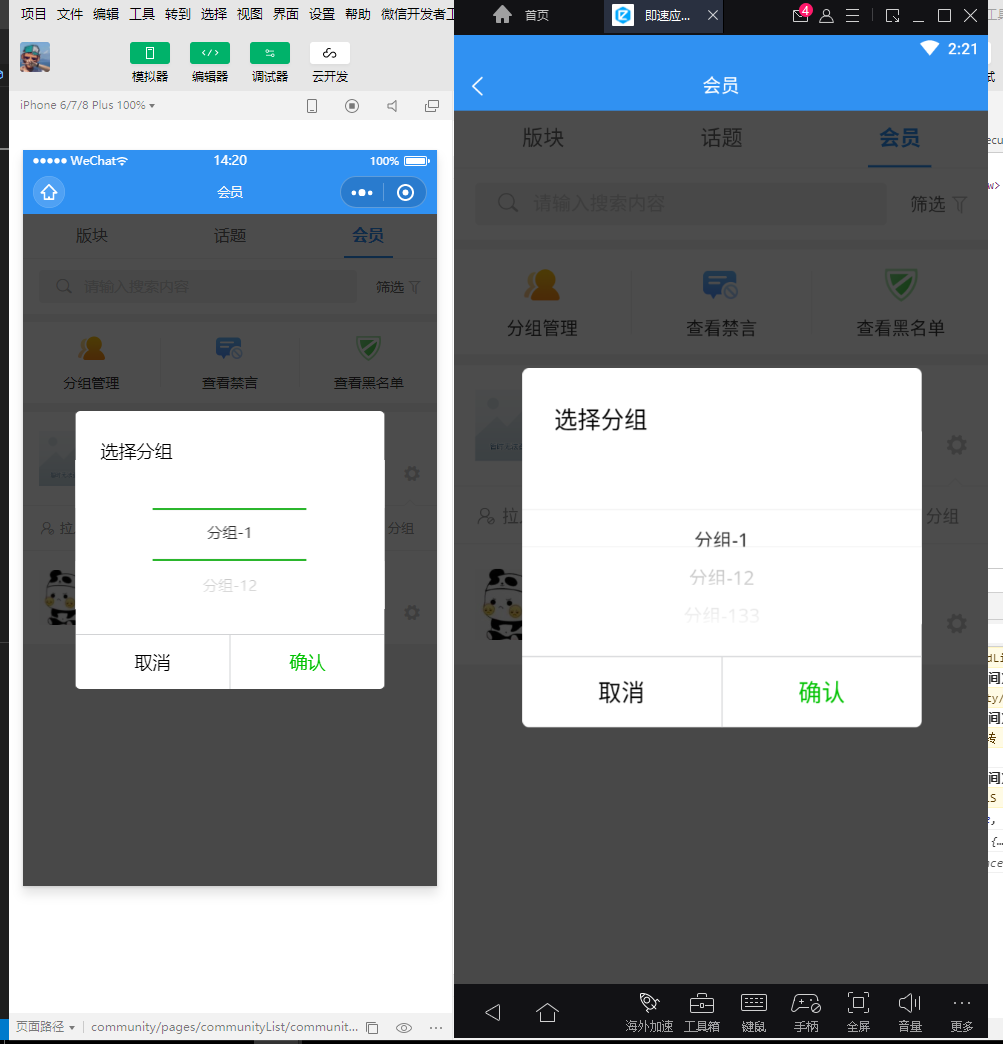 项目 文件 编辑 工具 转到 选择 视图 界面 设置 帮助 微信开发者工
模拟器 编辑器 调试器 云开发
iPhone 6/7/8 Plus 100%
WeChat 14:20 100%
会员
版块 话题 会员
请输入搜索内容 筛选
分组管理 查看禁言 查看黑名单
选择分组
拉 分组
分组-1
分组-12
取消 确认
页面路径 community/pages/communityList/communit...
首页 即速应... 4
2:21
会员
版块 话题 会员
请输入搜索内容 筛选
分组管理 查看禁言 查看黑名单
选择分组
拉 分组
分组-1
分组-12
分组-133
取消 确认
海外加速 工具箱 键鼠 手柄 全屏 音量 更多